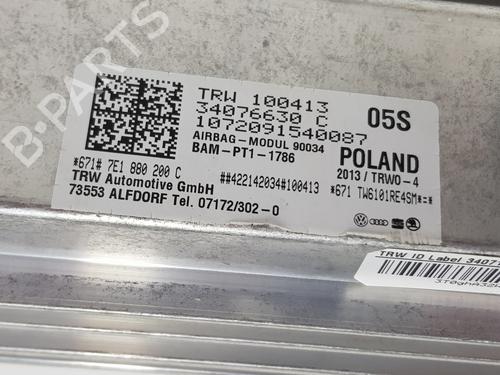 B-PARTS
TRW 100413
34076630 C
1072091540087
AIRBAG-MODUL 90034
BAM-PT1-1786
*671# 7E1 880 200 C
TRW Automotive GmbH
##422142034#100413
73553 ALFDORF Tel. 07172/302-0
05S
POLAND
2013 / TRW0-4
*671 TW6101RE4SM*=*
TRW ID Label 3407